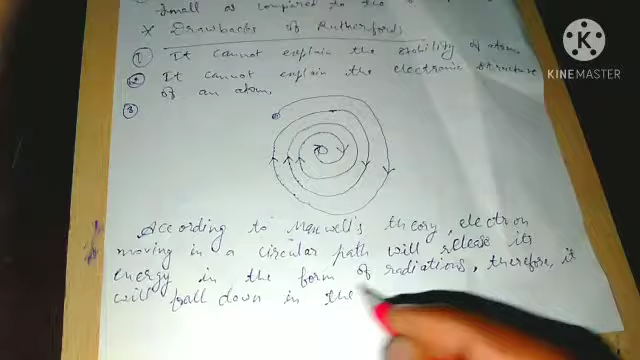 small as compared to the
* Drawbacks of Rutherford's
① It cannot explain the stability of atom.
② It cannot explain the electronic structure
of an atom.
③
According to Maxwell's theory, electron
moving in a circular path will release its
energy in the form of radiations, therefore, it
will fall down in the
KINEMASTER